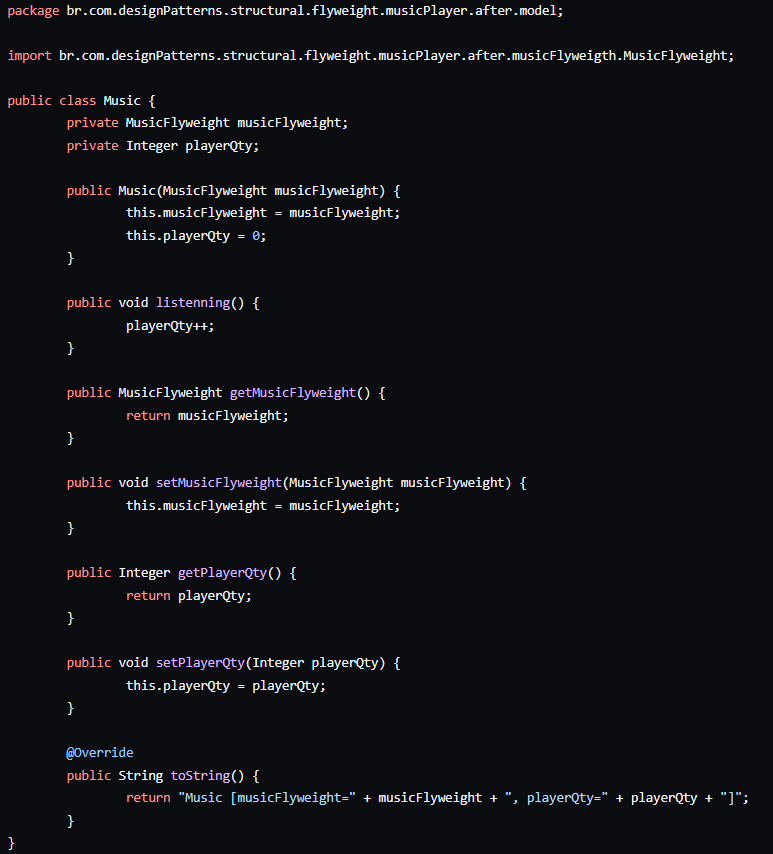 package br.com.designPatterns.structural.flyweight.musicPlayer.after.model;
import br.com.designPatterns.structural.flyweight.musicPlayer.after.musicFlyweigth.MusicFlyweight;
public class Music {
private MusicFlyweight musicFlyweight;
private Integer playerQty;
public Music(MusicFlyweight musicFlyweight) {
this.musicFlyweight = musicFlyweight;
this.playerQty = 0;
}
public void listenning() {
playerQty++;
}
public MusicFlyweight getMusicFlyweight() {
return musicFlyweight;
}
public void setMusicFlyweight(MusicFlyweight musicFlyweight) {
this.musicFlyweight = musicFlyweight;
}
public Integer getPlayerQty() {
return playerQty;
}
public void setPlayerQty(Integer playerQty) {
this.playerQty = playerQty;
}
@Override
public String toString() {
return "Music [musicFlyweight=" + musicFlyweight + ", playerQty=" + playerQty + "]";
}
}